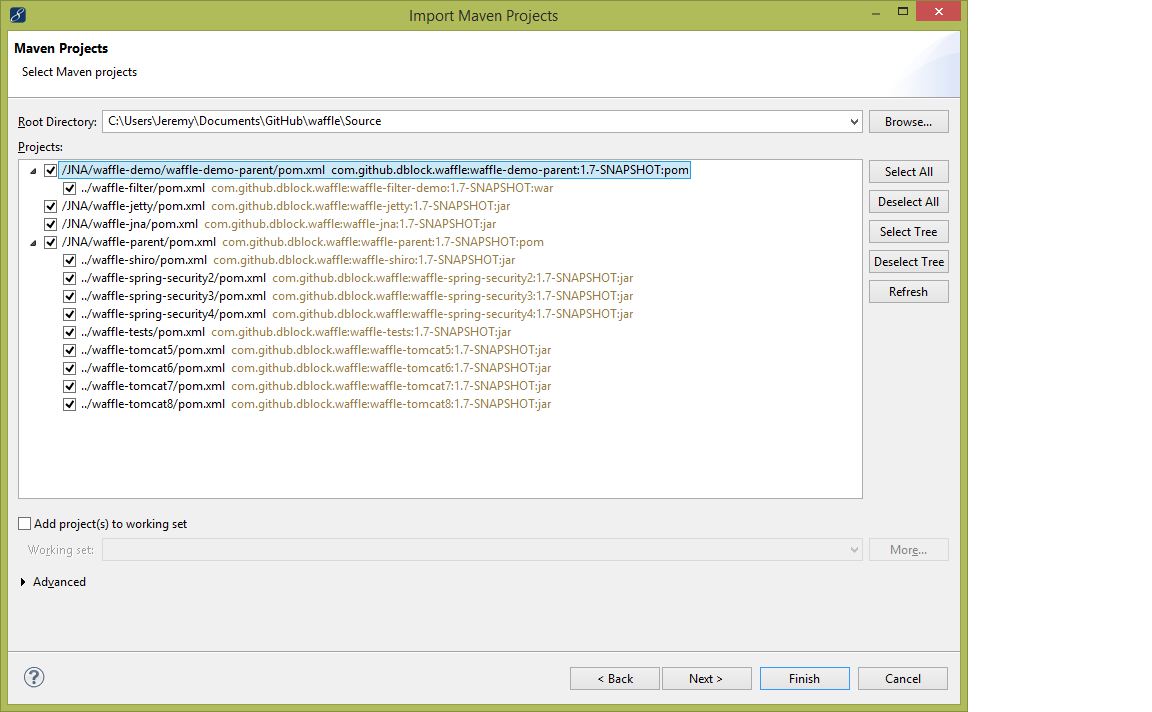 Import Maven Projects
Maven Projects
Select Maven projects
Root Directory: C:\Users\Jeremy\Documents\GitHub\waffle\Source Browse...
Projects:
/JNA/waffle-demo/waffle-demo-parent/pom.xml com.github.dblock.waffle:waffle-demo-parent:1.7-SNAPSHOT:pom Select All
../waffle-filter/pom.xml com.github.dblock.waffle:waffle-filter-demo:1.7-SNAPSHOT:war
/JNA/waffle-jetty/pom.xml com.github.dblock.waffle:waffle-jetty:1.7-SNAPSHOT:jar Deselect All
/JNA/waffle-jna/pom.xml com.github.dblock.waffle:waffle-jna:1.7-SNAPSHOT:jar Select Tree
/JNA/waffle-parent/pom.xml com.github.dblock.waffle:waffle-parent:1.7-SNAPSHOT:pom
../waffle-shiro/pom.xml com.github.dblock.waffle:waffle-shiro:1.7-SNAPSHOT:jar Deselect Tree
../waffle-spring-security2/pom.xml com.github.dblock.waffle:waffle-spring-security2:1.7-SNAPSHOT:jar
../waffle-spring-security3/pom.xml com.github.dblock.waffle:waffle-spring-security3:1.7-SNAPSHOT:jar Refresh
../waffle-spring-security4/pom.xml com.github.dblock.waffle:waffle-spring-security4:1.7-SNAPSHOT:jar
../waffle-tests/pom.xml com.github.dblock.waffle:waffle-tests:1.7-SNAPSHOT:jar
../waffle-tomcat5/pom.xml com.github.dblock.waffle:waffle-tomcat5:1.7-SNAPSHOT:jar
../waffle-tomcat6/pom.xml com.github.dblock.waffle:waffle-tomcat6:1.7-SNAPSHOT:jar
../waffle-tomcat7/pom.xml com.github.dblock.waffle:waffle-tomcat7:1.7-SNAPSHOT:jar
../waffle-tomcat8/pom.xml com.github.dblock.waffle:waffle-tomcat8:1.7-SNAPSHOT:jar
Add project(s) to working set
Working set: More...
Advanced
? < Back Next > Finish Cancel